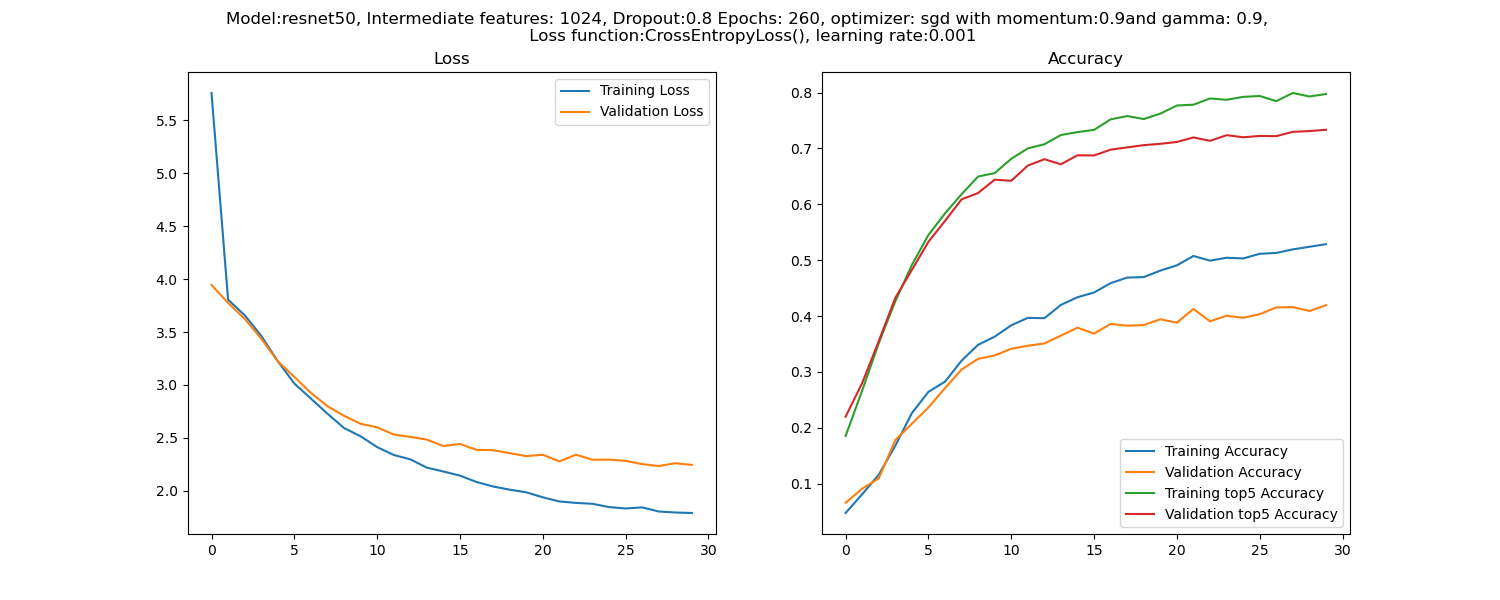 Model:resnet50, Intermediate features: 1024, Dropout:0.8 Epochs: 260, optimizer: sgd with momentum:0.9and gamma: 0.9,
Loss function:CrossEntropyLoss(), learning rate:0.001
Loss
Training Loss
Validation Loss
5.5
5.0
4.5
4.0
3.5
3.0
2.5
2.0
0 5 10 15 20 25 30
Accuracy
0.8
0.7
0.6
0.5
0.4
0.3
0.2
0.1
Training Accuracy
Validation Accuracy
Training top5 Accuracy
Validation top5 Accuracy
0 5 10 15 20 25 30